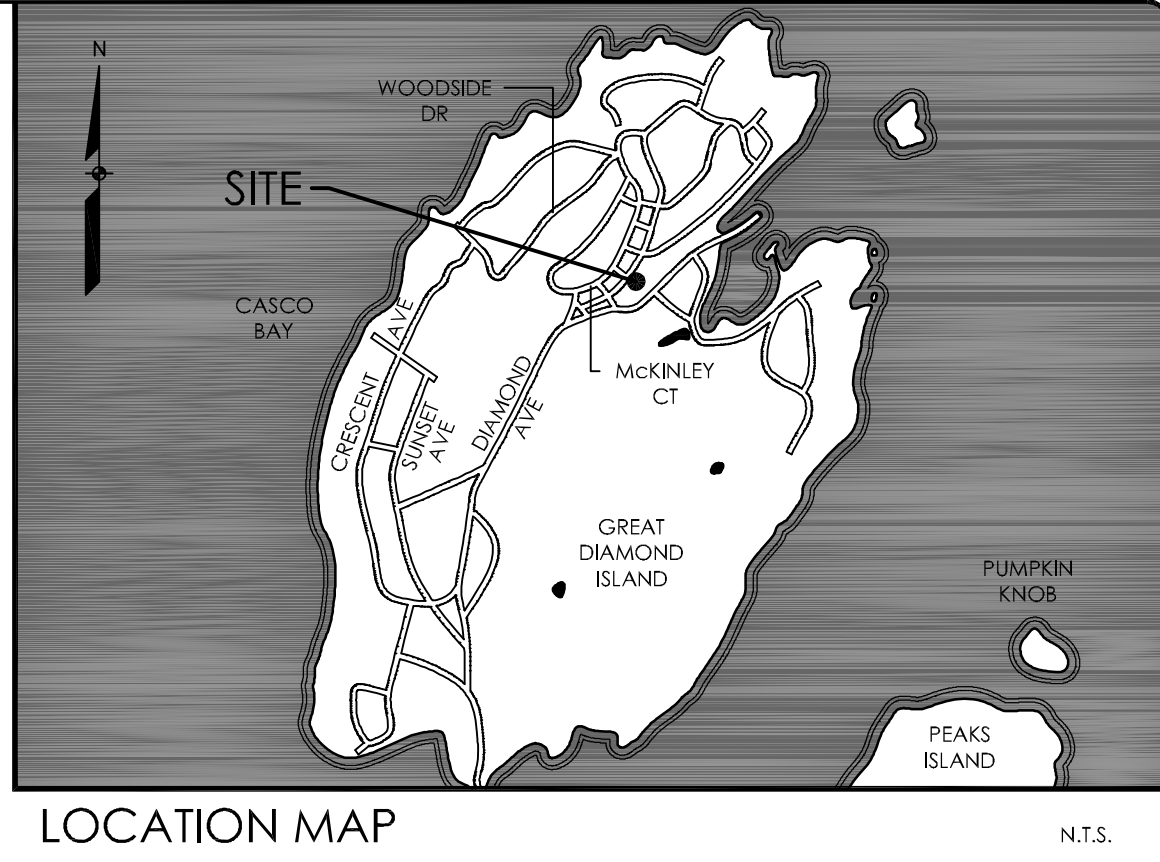 N
WOODSIDE
DR
SITE
CASCO
BAY
CRESCENT AVE
SUNSET
AVE
DIAMOND
AVE
McKINLEY
CT
GREAT
DIAMOND
ISLAND
PUMPKIN
KNOB
PEAKS
ISLAND
LOCATION MAP
N.T.S.